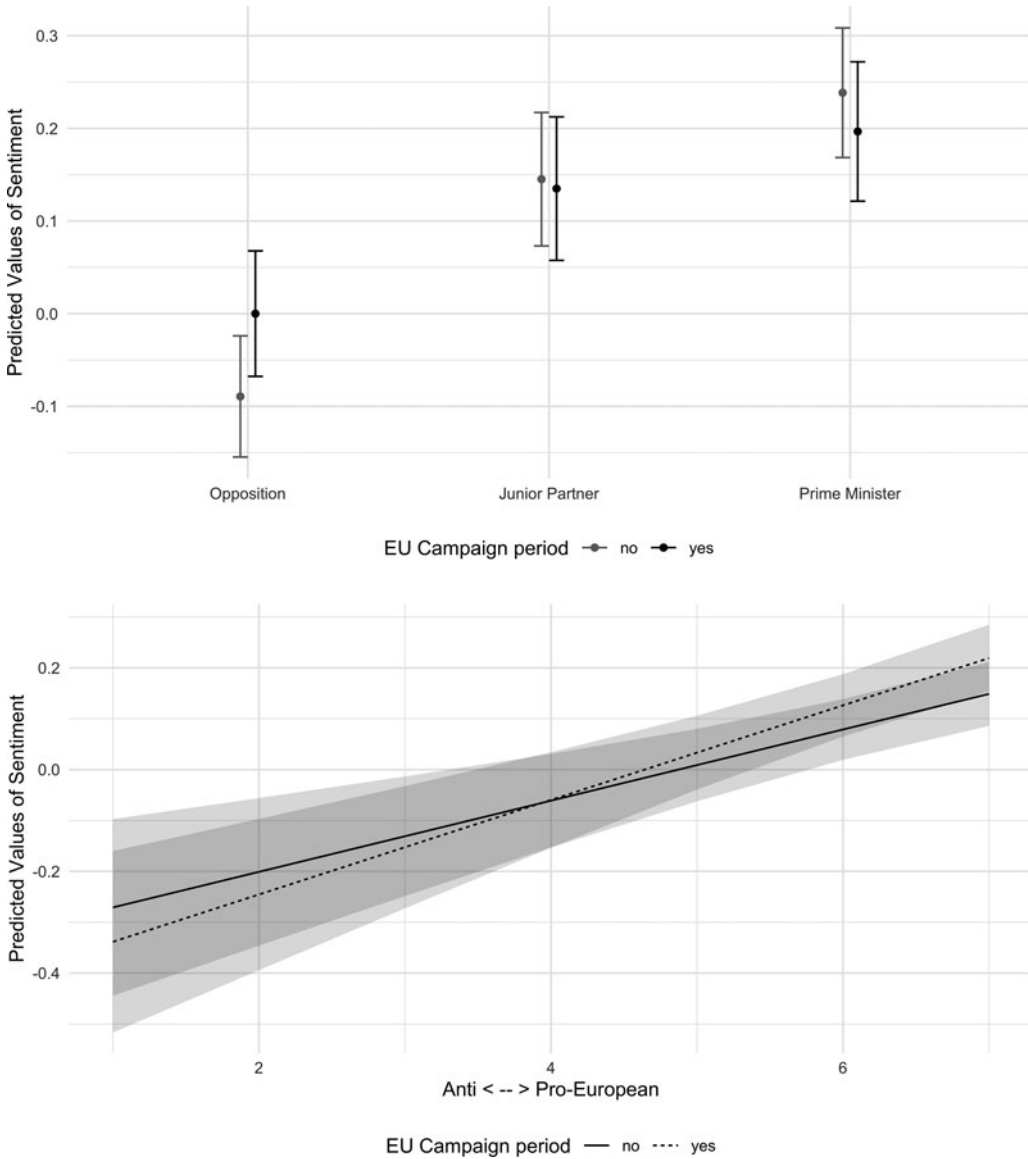 Predicted Values of Sentiment
0.3
0.2
0.1
0.0
-0.1
Opposition Junior Partner Prime Minister
EU Campaign period no yes
Predicted Values of Sentiment
0.2
0.0
-0.2
-0.4
2 4 6
Anti < -- > Pro-European
EU Campaign period no yes